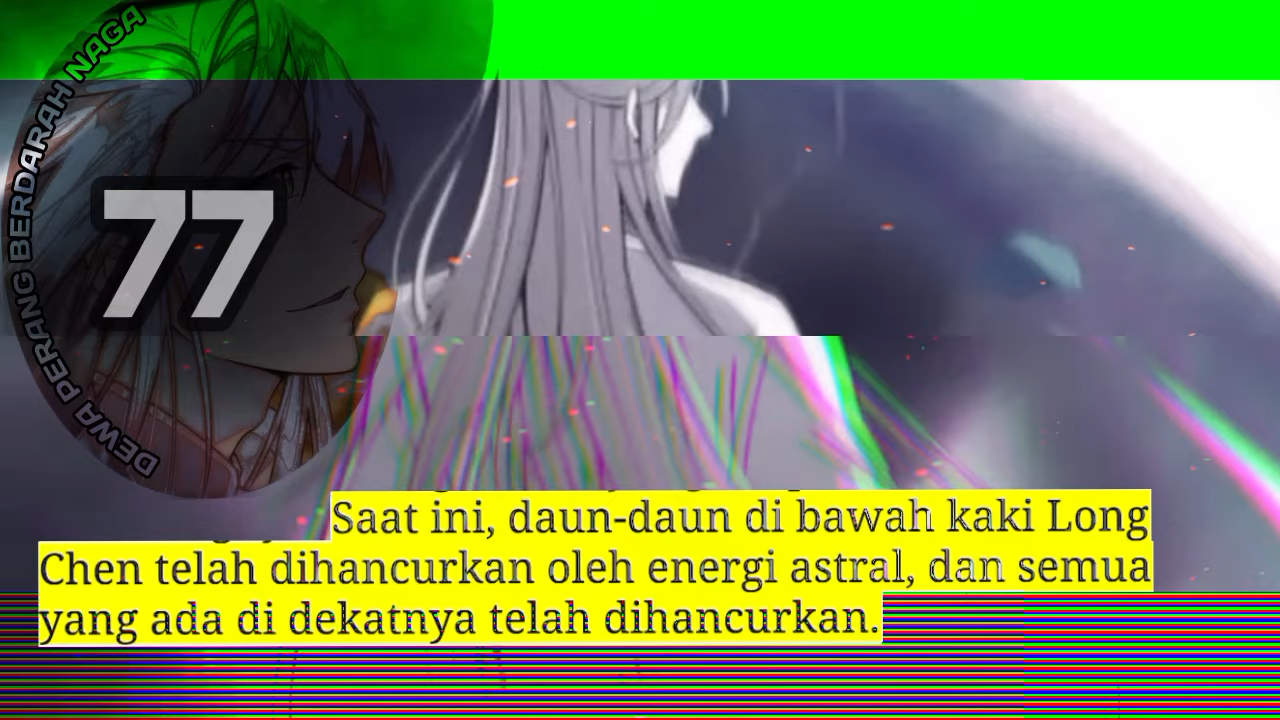 DEWA PERANG BERDARAH NAGA
77
Saat ini, daun-daun di bawah kaki Long
Chen telah dihancurkan oleh energi astral, dan semua
yang ada di dekatnya telah dihancurkan.